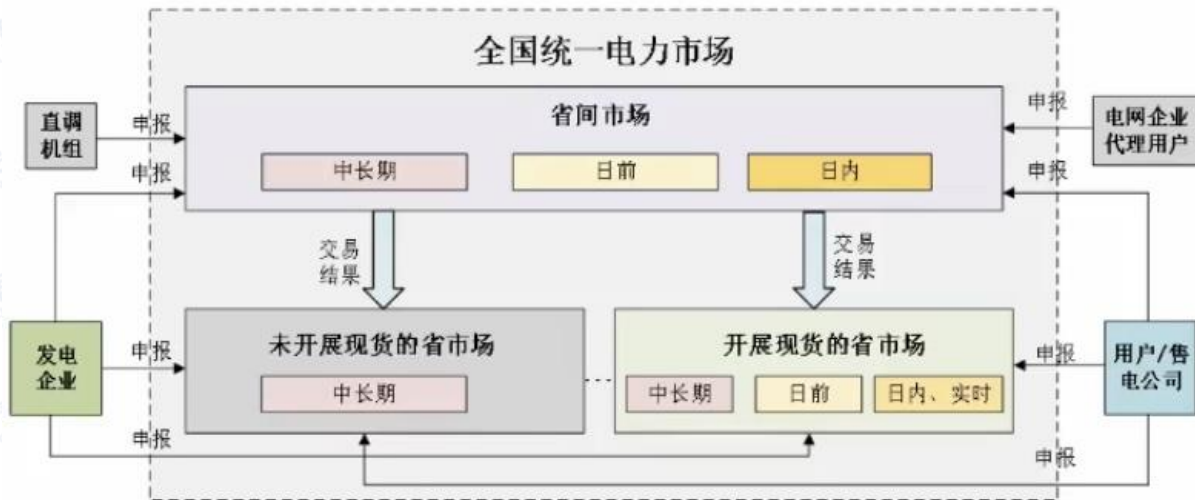 全国统一电力市场
省间市场
直调
机组
申报
申报
电网企业
代理用户
申报
申报
中长期
日前
日内
交易
结果
交易
结果
未开展现货的省市场
开展现货的省市场
发电
企业
申报
申报
用户/售
电公司
中长期
中长期
日前
日内、实时
申报
申报